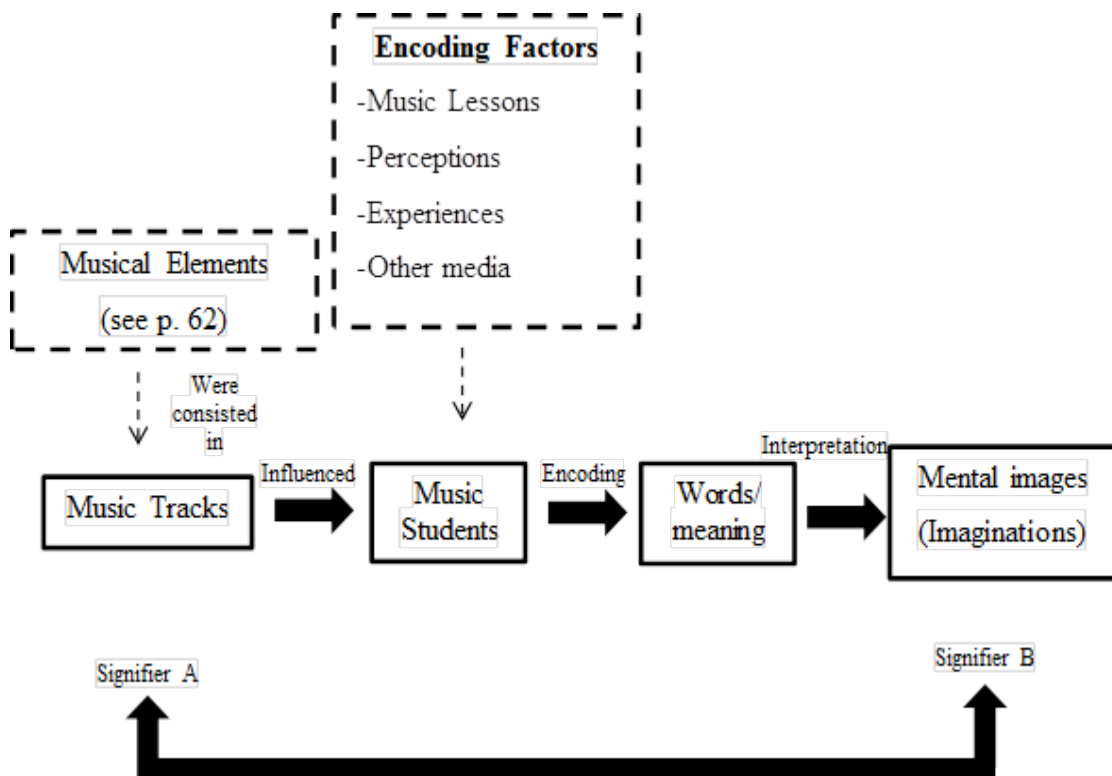 Encoding Factors
-Music Lessons
-Perceptions
-Experiences
-Other media
Musical Elements
(see p. 62)
Were
consisted
in
Influenced
Encoding
Interpretation
Music Tracks
Music
Students
Words/
meaning
Mental images
(Imaginations)
Signifier A
Signifier B